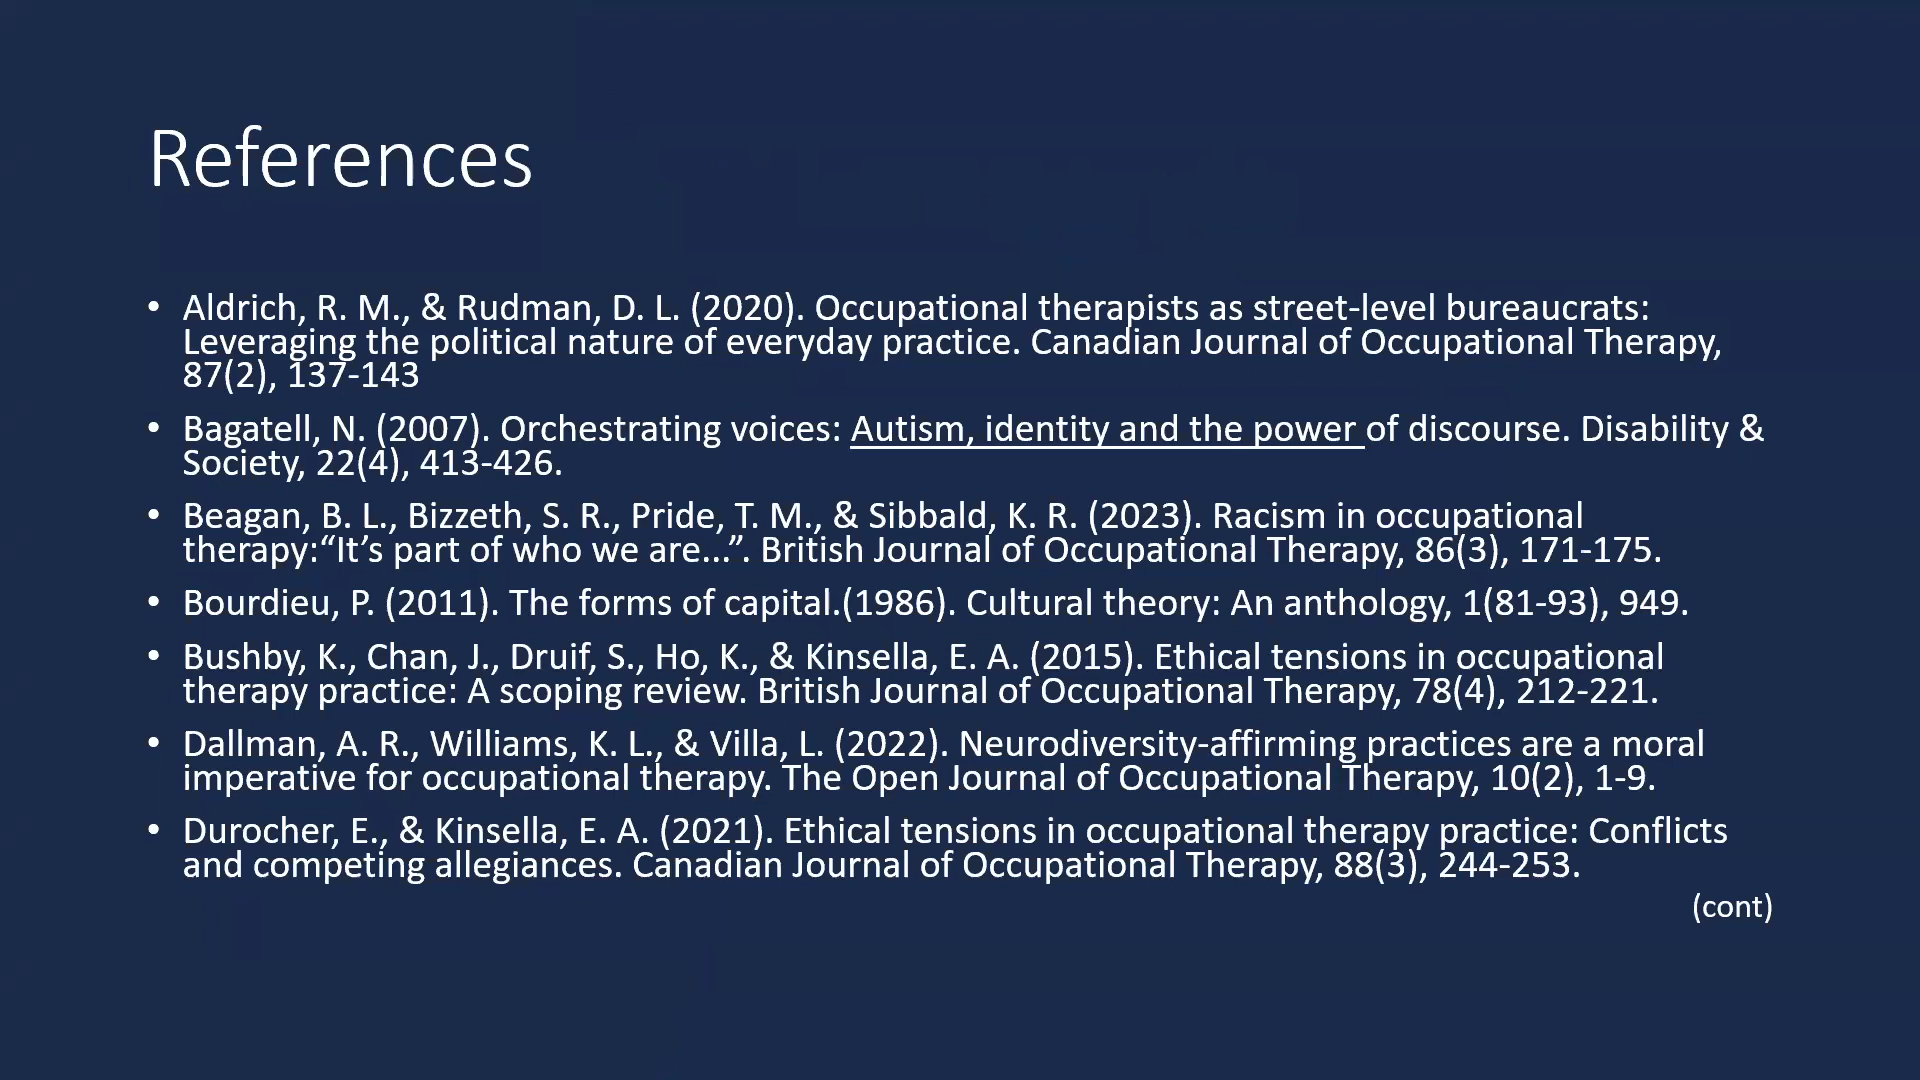 References
• Aldrich, R. M., & Rudman, D. L. (2020). Occupational therapists as street-level bureaucrats:
Leveraging the political nature of everyday practice. Canadian Journal of Occupational Therapy,
87(2), 137-143
• Bagatell, N. (2007). Orchestrating voices: Autism, identity and the power of discourse. Disability &
Society, 22(4), 413-426.
• Beagan, B. L., Bizzeth, S. R., Pride, T. M., & Sibbald, K. R. (2023). Racism in occupational
therapy:“It’s part of who we are...”. British Journal of Occupational Therapy, 86(3), 171-175.
• Bourdieu, P. (2011). The forms of capital.(1986). Cultural theory: An anthology, 1(81-93), 949.
• Bushby, K., Chan, J., Druif, S., Ho, K., & Kinsella, E. A. (2015). Ethical tensions in occupational
therapy practice: A scoping review. British Journal of Occupational Therapy, 78(4), 212-221.
• Dallman, A. R., Williams, K. L., & Villa, L. (2022). Neurodiversity-affirming practices are a moral
imperative for occupational therapy. The Open Journal of Occupational Therapy, 10(2), 1-9.
• Durocher, E., & Kinsella, E. A. (2021). Ethical tensions in occupational therapy practice: Conflicts
and competing allegiances. Canadian Journal of Occupational Therapy, 88(3), 244-253.
(cont)